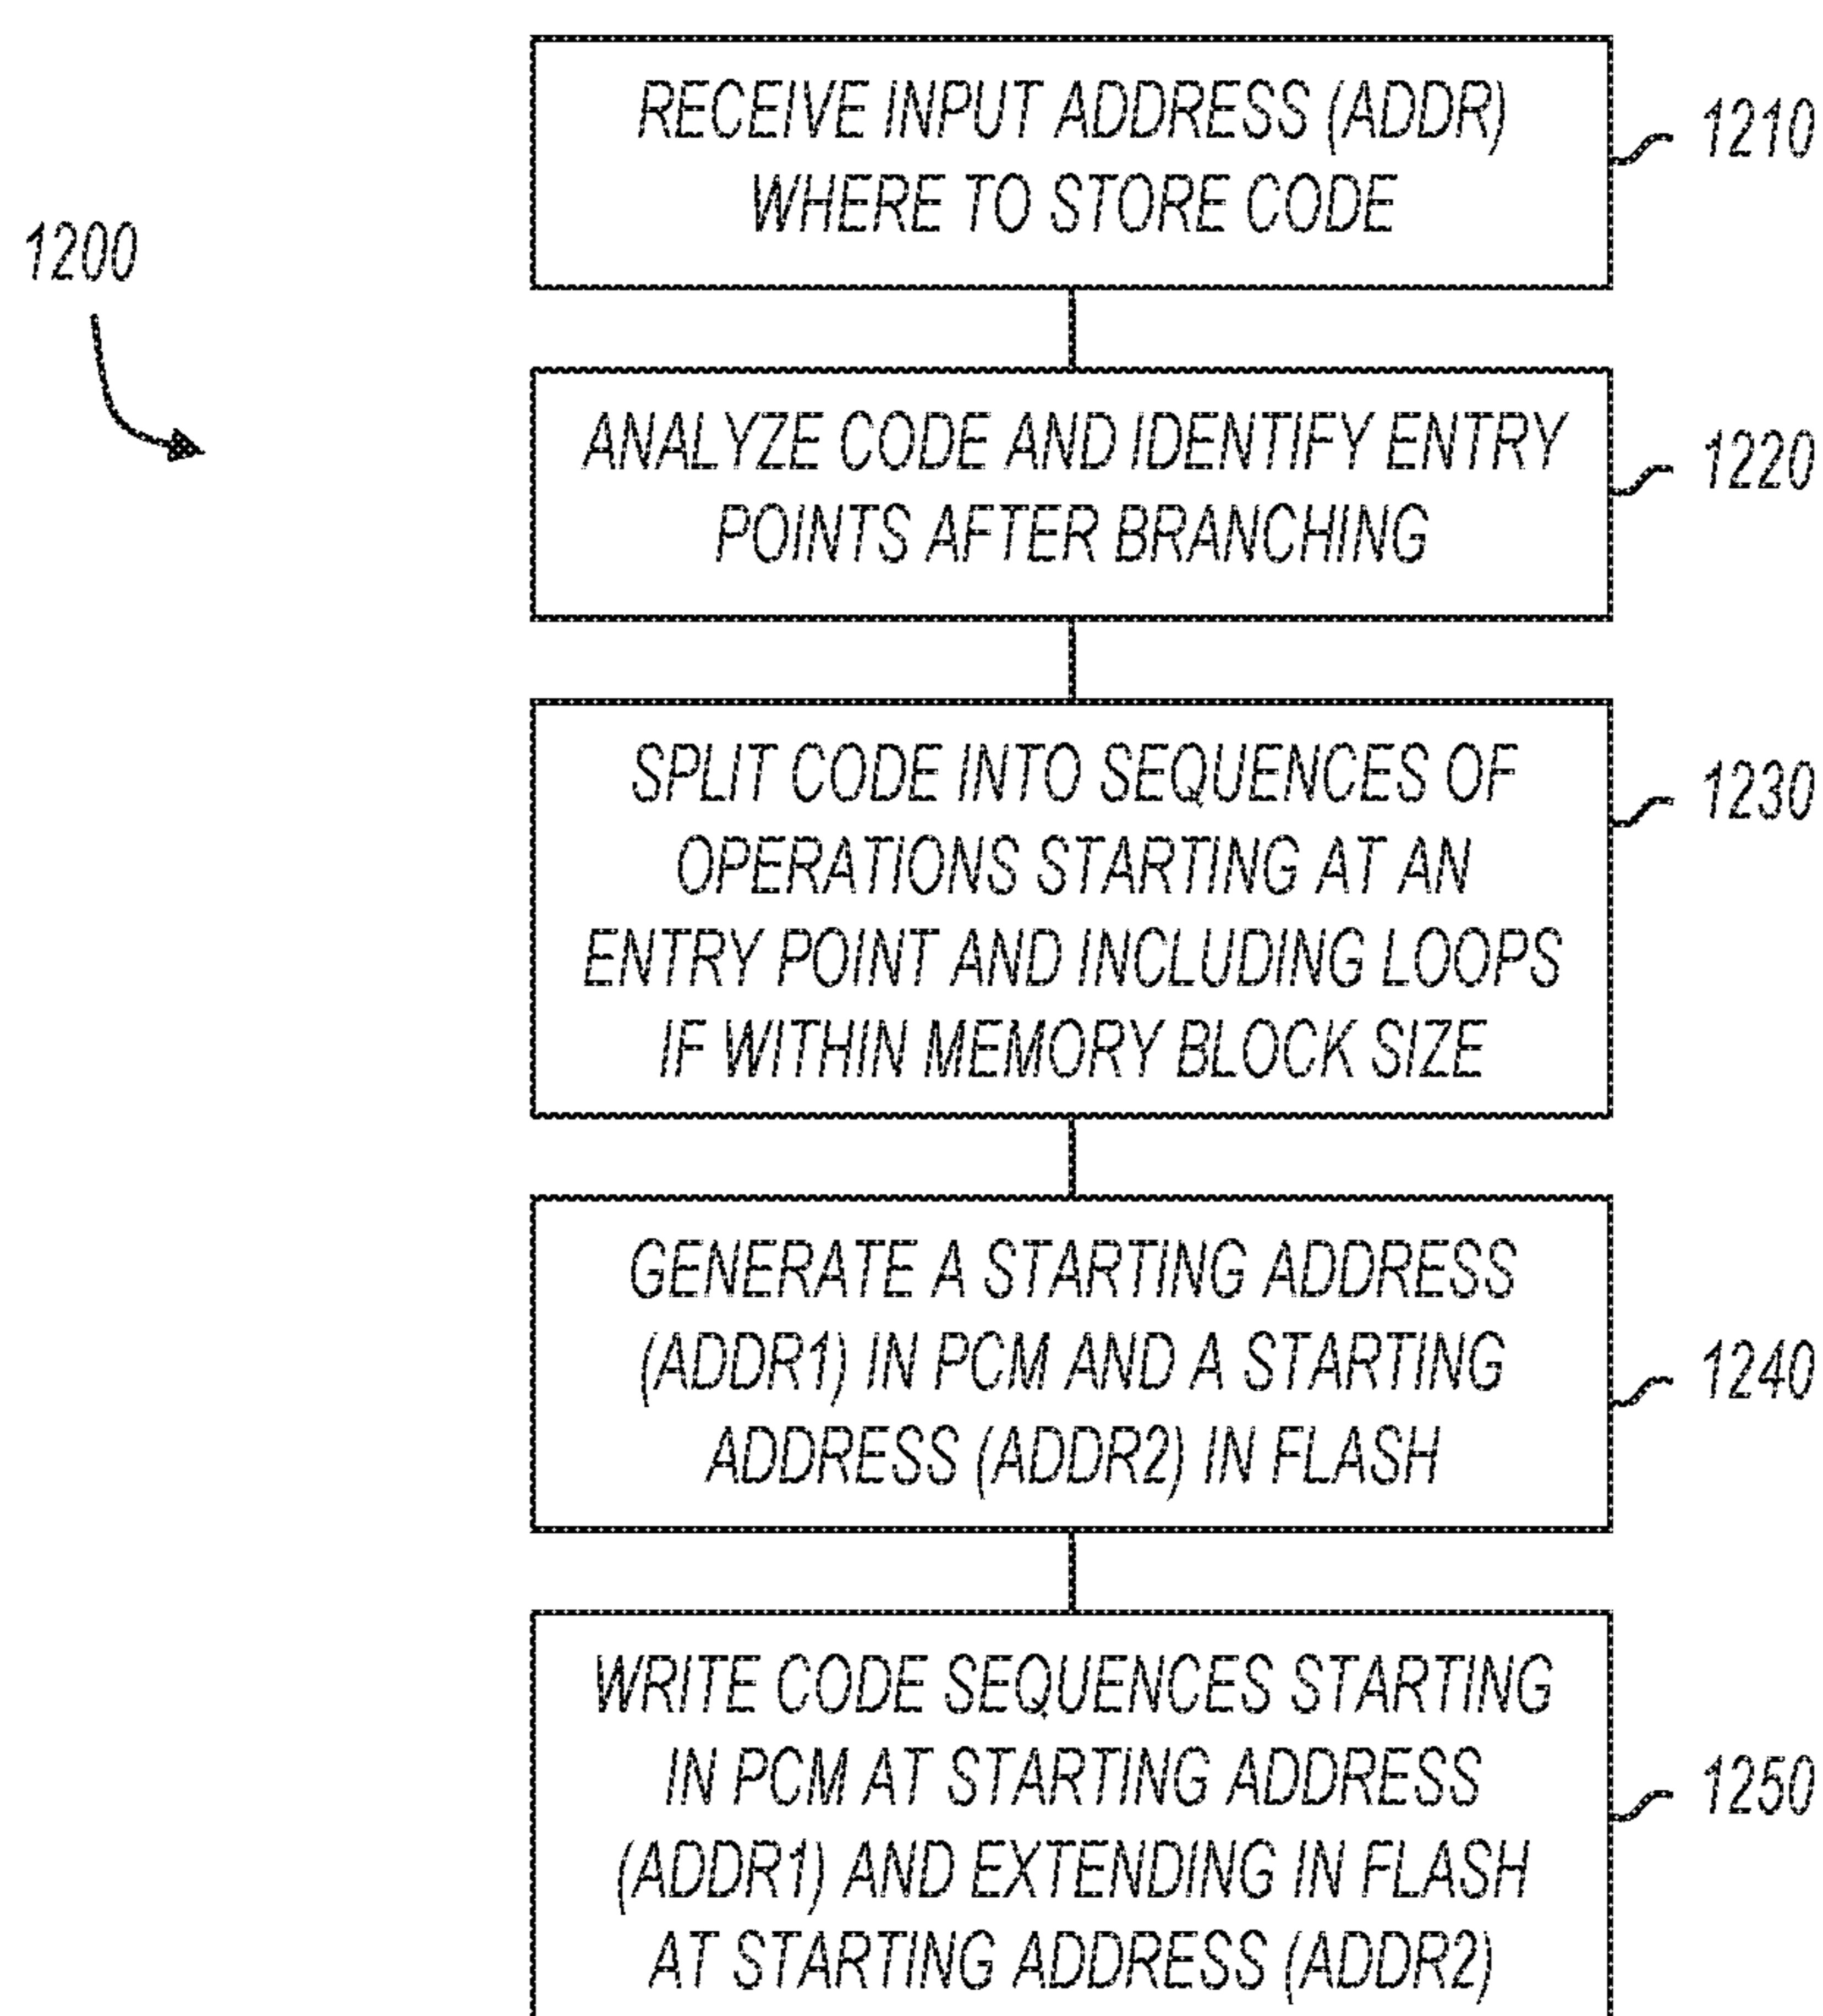 RECEIVE INPUT ADDRESS (ADDR)
WHERE TO STORE CODE
1210
1200
ANALYZE CODE AND IDENTIFY ENTRY
POINTS AFTER BRANCHING
1220
SPLIT CODE INTO SEQUENCES OF
OPERATIONS STARTING AT AN
ENTRY POINT AND INCLUDING LOOPS
IF WITHIN MEMORY BLOCK SIZE
1230
GENERATE A STARTING ADDRESS
(ADDR1) IN PCM AND A STARTING
ADDRESS (ADDR2) IN FLASH
1240
WRITE CODE SEQUENCES STARTING
IN PCM AT STARTING ADDRESS
(ADDR1) AND EXTENDING IN FLASH
AT STARTING ADDRESS (ADDR2)
1250